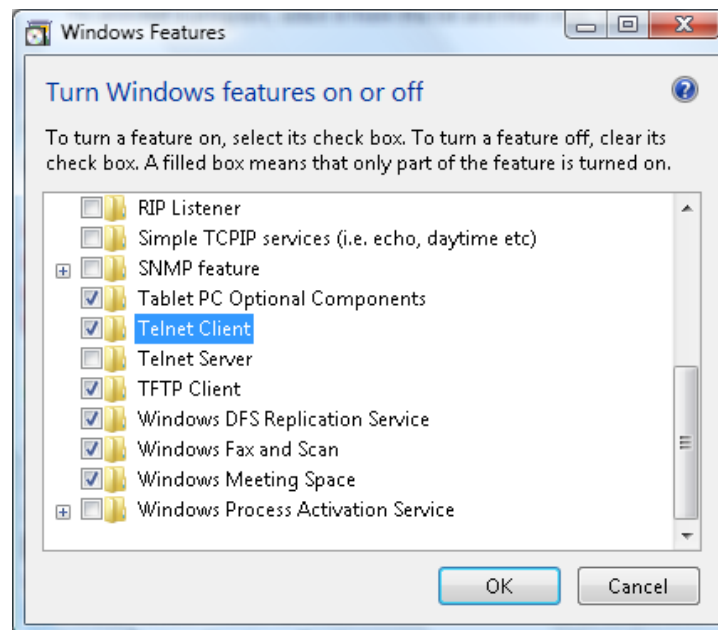 Windows Features
Turn Windows features on or off
To turn a feature on, select its check box. To turn a feature off, clear its
check box. A filled box means that only part of the feature is turned on.
RIP Listener
Simple TCPIP services (i.e. echo, daytime etc)
SNMP feature
Tablet PC Optional Components
Telnet Client
Telnet Server
TFTP Client
Windows DFS Replication Service
Windows Fax and Scan
Windows Meeting Space
Windows Process Activation Service
OK Cancel